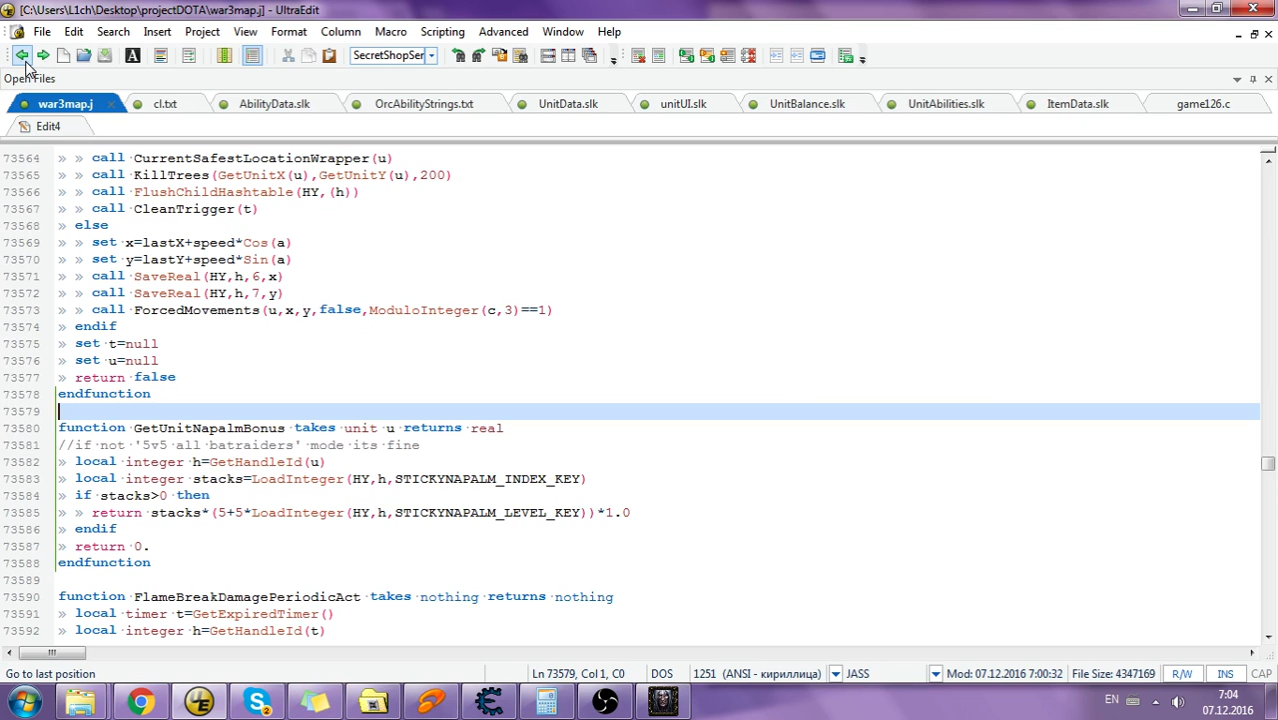 [C:\Users\L1ch\Desktop\projectDOTA\war3map.j] - UltraEdit
File Edit Search Insert Project View Format Column Macro Scripting Advanced Window Help
A SecretShopSer
Open Files
war3map.j cl.txt AbilityData.slk OrcAbilityStrings.txt UnitData.slk unitUI.slk UnitBalance.slk UnitAbilities.slk ItemData.slk game126.c
Edit4
73564 » » call·CurrentSafestLocationWrapper(u)
73565 » » call·KillTrees(GetUnitX(u),GetUnitY(u),200)
73566 » » call·FlushChildHashtable(HY,(h))
73567 » » call·CleanTrigger(t)
73568 » else
73569 » » set·x=lastX+speed*Cos(a)
73570 » » set·y=lastY+speed*Sin(a)
73571 » » call·SaveReal(HY,h,6,x)
73572 » » call·SaveReal(HY,h,7,y)
73573 » » call·ForcedMovements(u,x,y,false,ModuloInteger(c,3)==1)
73574 » endif
73575 » set·t=null
73576 » set·u=null
73577 » return·false
73578 endfunction
73579
73580 function·GetUnitNapalmBonus·takes·unit·u·returns·real
73581 //if·not·'5v5·all·batraiders'·mode·its·fine
73582 » local·integer·h=GetHandleId(u)
73583 » local·integer·stacks=LoadInteger(HY,h,STICKYNAPALM_INDEX_KEY)
73584 » if·stacks>0·then
73585 » » return·stacks*(5+5*LoadInteger(HY,h,STICKYNAPALM_LEVEL_KEY))*1.0
73586 » endif
73587 » return·0.
73588 endfunction
73589
73590 function·FlameBreakDamagePeriodicAct·takes·nothing·returns·nothing
73591 » local·timer·t=GetExpiredTimer()
73592 » local·integer·h=GetHandleId(t)
Go to last position Ln 73579, Col 1, C0 DOS 1251 (ANSI - кириллица) JASS Mod: 07.12.2016 7:00:32 File Size: 4347169 R/W INS CAP
EN 7:04
07.12.2016